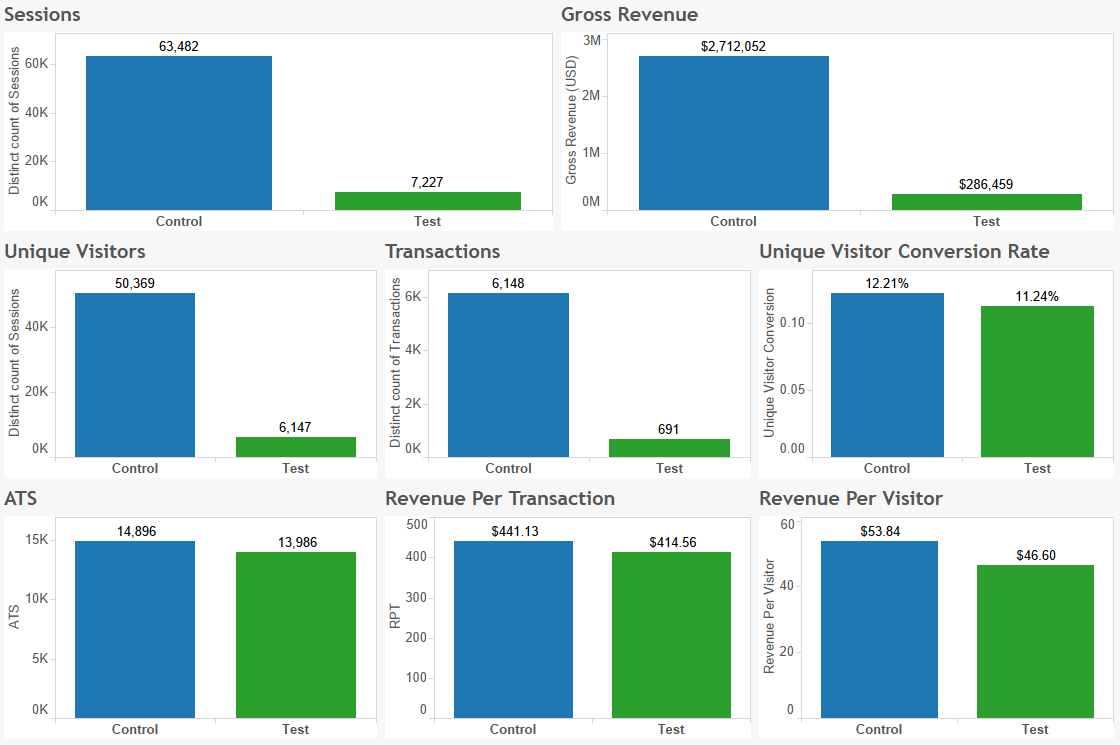 Sessions
Distinct count of Sessions
60K
40K
20K
0K
63,482
7,227
Control
Test
Gross Revenue
Gross Revenue (USD)
3M
2M
1M
0M
$2,712,052
$286,459
Control
Test
Unique Visitors
Distinct count of Sessions
40K
20K
0K
50,369
6,147
Control
Test
Transactions
Distinct count of Transactions
6K
4K
2K
0K
6,148
691
Control
Test
Unique Visitor Conversion Rate
Unique Visitor Conversion
0.10
0.05
0.00
12.21%
11.24%
Control
Test
ATS
ATS
15K
10K
5K
0K
14,896
13,986
Control
Test
Revenue Per Transaction
RPT
500
400
300
200
100
0
$441.13
$414.56
Control
Test
Revenue Per Visitor
Revenue Per Visitor
60
40
20
0
$53.84
$46.60
Control
Test